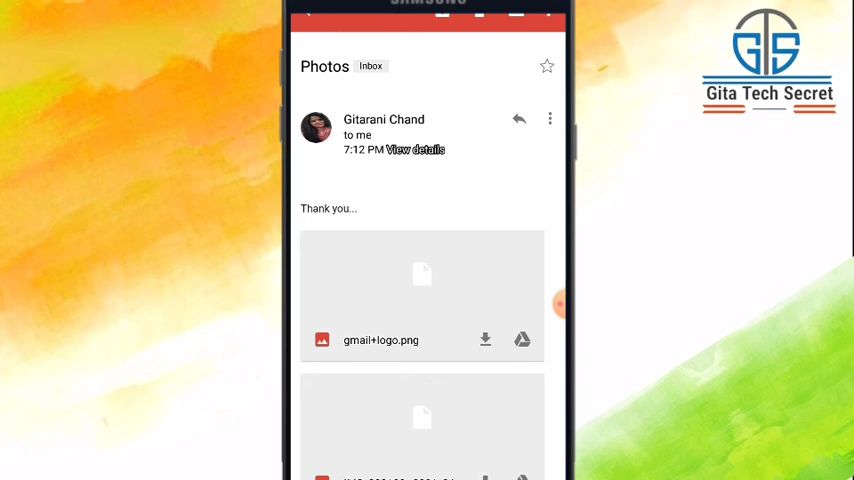 SAMSUNG
Photos Inbox
GTS
Gita Tech Secret
Gitarani Chand
to me
7:12 PM View details
Thank you...
gmail+logo.png